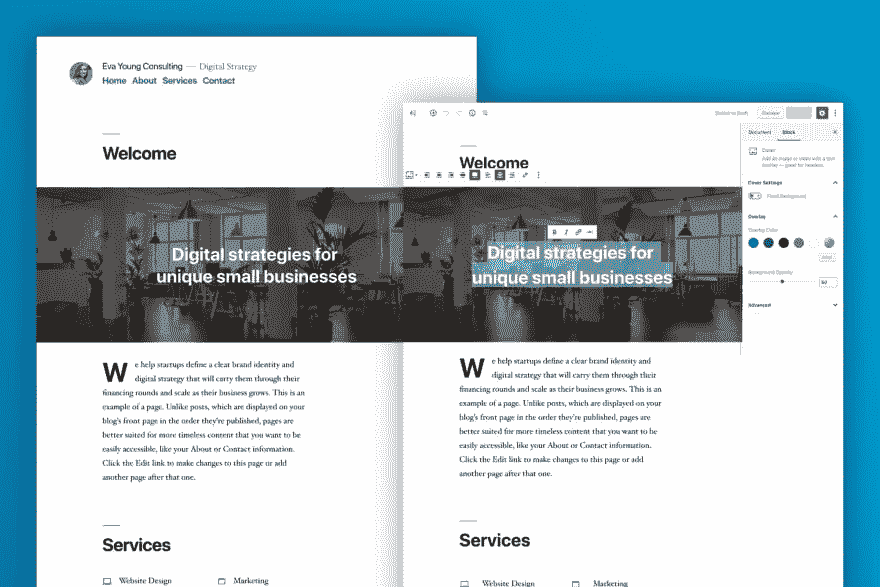 Eva Young Consulting — Digital Strategy
Home About Services Contact
Welcome
Digital strategies for
unique small businesses
We help startups define a clear brand identity and
digital strategy that will carry them through their
financing rounds and scale as their business grows. This is an
example of a page. Unlike posts, which are displayed on your
blog's front page in the order they're published, pages are
better suited for more timeless content that you want to be
easily accessible, like your About or Contact information.
Click the Edit link to make changes to this page or add
another page after that one.
Services
Website Design Marketing
Document Block
Cover
Add an image or video with a text
overlay — great for headers.
Cover Settings
Fixed Background
Overlay
Overlay Color
Background Opacity
50
Advanced
Welcome
B I
Digital strategies for
unique small businesses
We help startups define a clear brand identity and
digital strategy that will carry them through their
financing rounds and scale as their business grows. This is an
example of a page. Unlike posts, which are displayed on your
blog's front page in the order they're published, pages are
better suited for more timeless content that you want to be
easily accessible, like your About or Contact information.
Click the Edit link to make changes to this page or add
another page after that one.
Services
Website Design Marketing